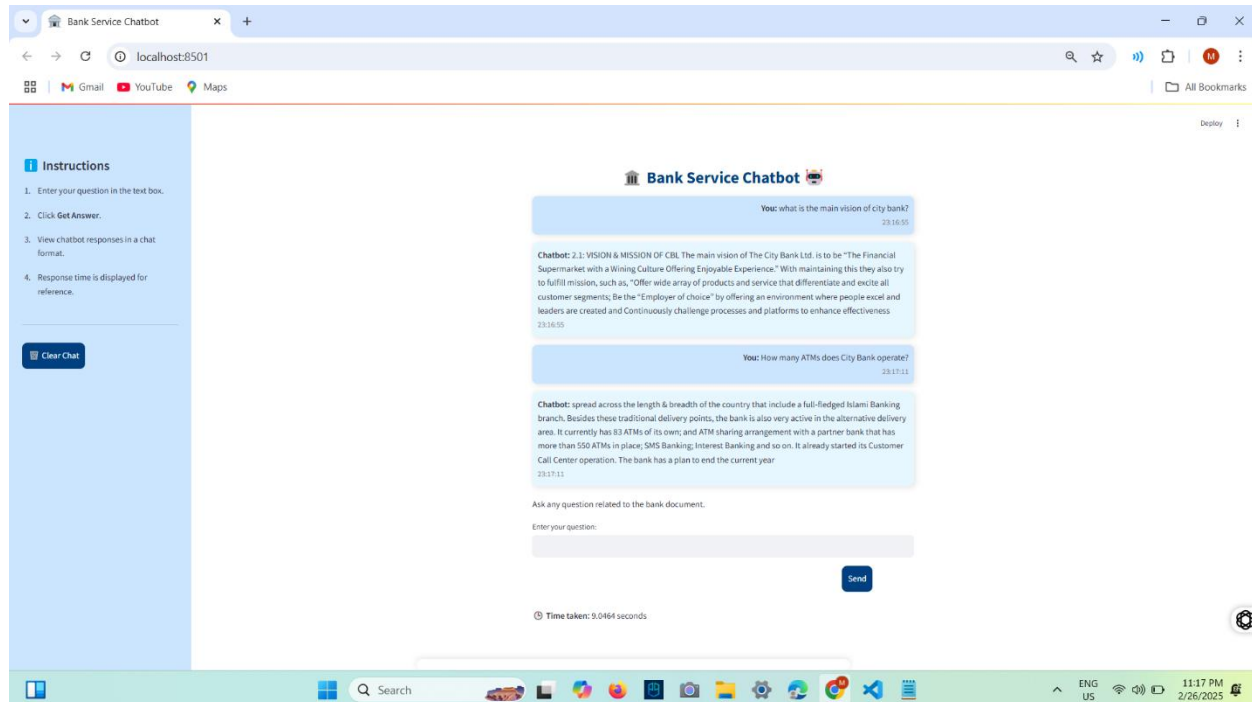 Bank Service Chatbot
localhost:8501
M
Gmail
YouTube
Maps
All Bookmarks
Deploy
Instructions
1. Enter your question in the text box.
2. Click Get Answer.
3. View chatbot responses in a chat
format.
4. Response time is displayed for
reference.
Clear Chat
Bank Service Chatbot
You: what is the main vision of city bank?
23:16:55
Chatbot: 2.1: VISION & MISSION OF CBL The main vision of The City Bank Ltd. is to be "The Financial
Supermarket with a Wining Culture Offering Enjoyable Experience." With maintaining this they also try
to fulfill mission, such as, "Offer wide array of products and service that differentiate and excite all
customer segments; Be the "Employer of choice" by offering an environment where people excel and
leaders are created and Continuously challenge processes and platforms to enhance effectiveness
23:16:55
You: How many ATMs does City Bank operate?
23:17:11
Chatbot: spread across the length & breadth of the country that include a full-fledged Islami Banking
branch. Besides these traditional delivery points, the bank is also very active in the alternative delivery
area. It currently has 83 ATMs of its own; and ATM sharing arrangement with a partner bank that has
more than 550 ATMs in place; SMS Banking; Interest Banking and so on. It already started its Customer
Call Center operation. The bank has a plan to end the current year
23:17:11
Ask any question related to the bank document.
Enter your question:
Send
Time taken: 9.0464 seconds
Search
ENG
US
11:17 PM
2/26/2025